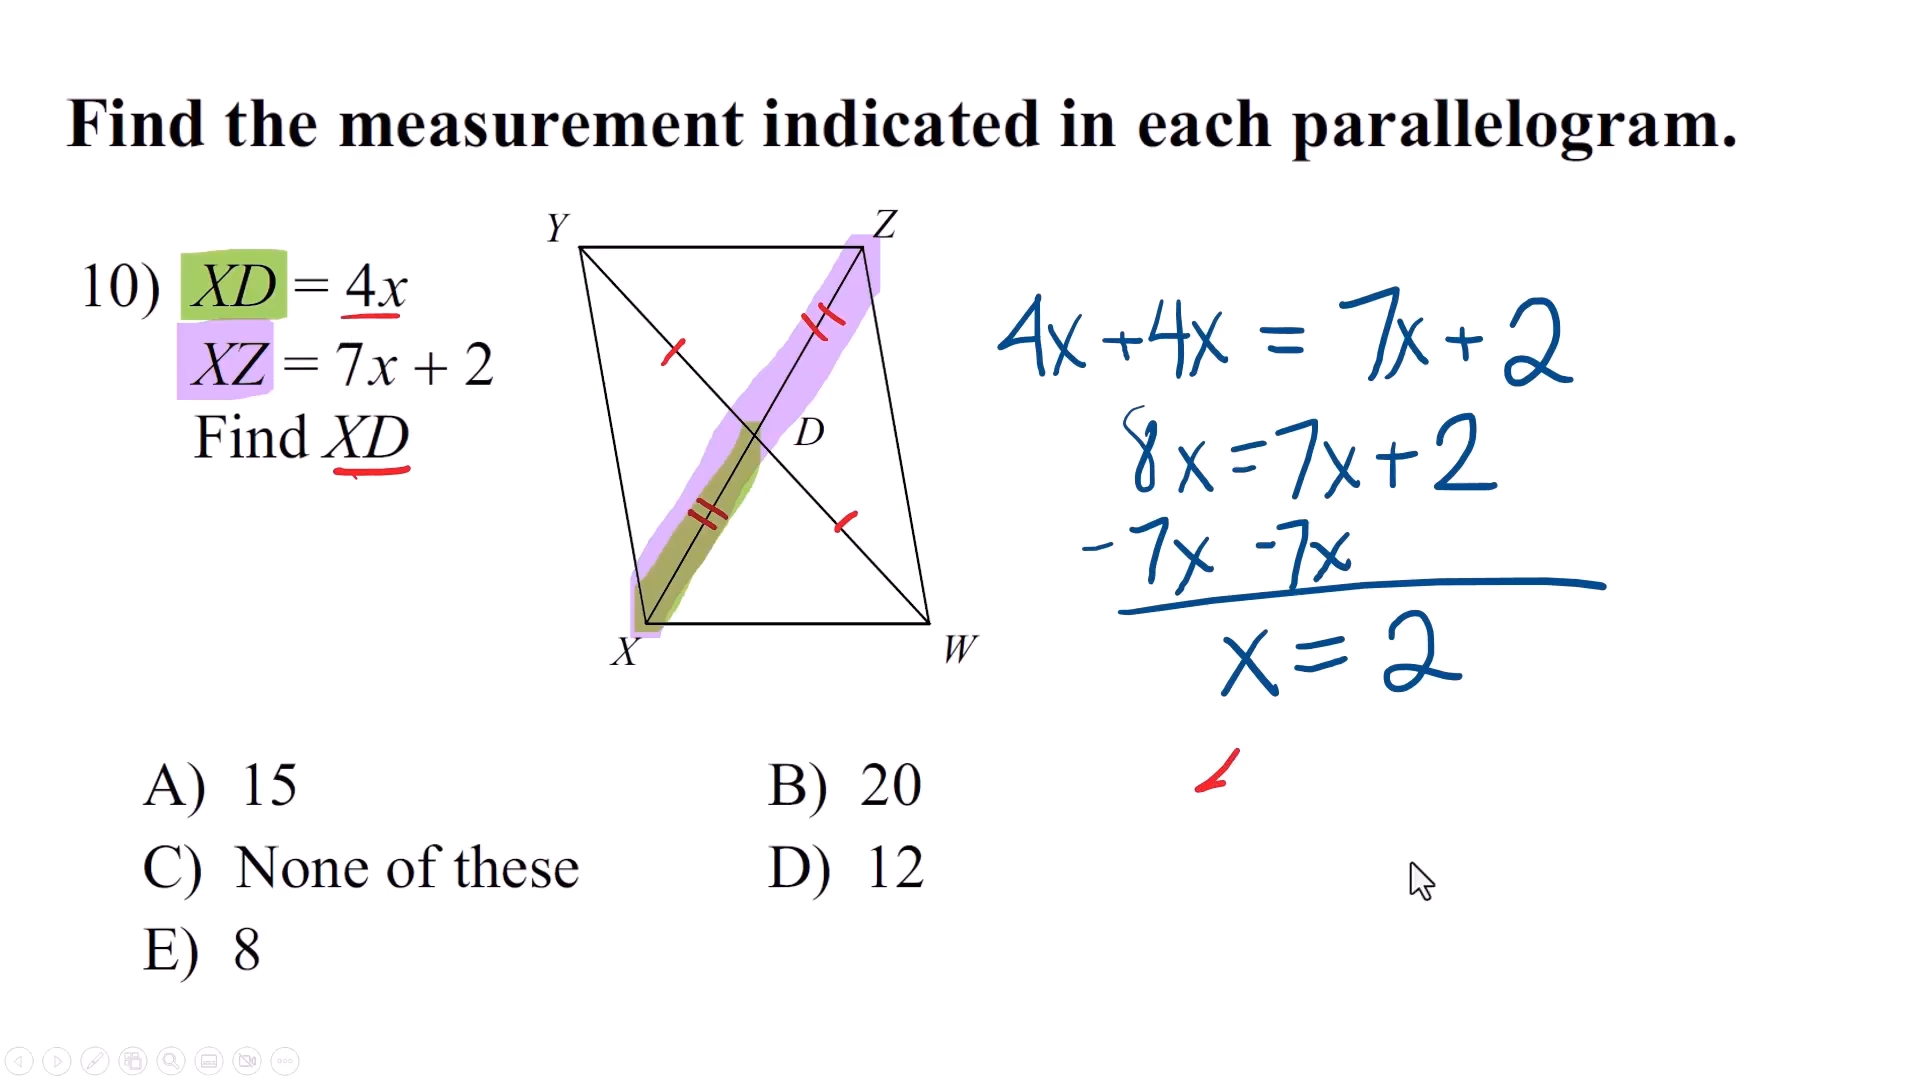 Find the measurement indicated in each parallelogram.
10) XD = 4x
XZ = 7x + 2
Find XD
Y
Z
D
X
W
4x + 4x = 7x + 2
8x = 7x + 2
-7x -7x
x = 2
A) 15
B) 20
C) None of these
D) 12
E) 8